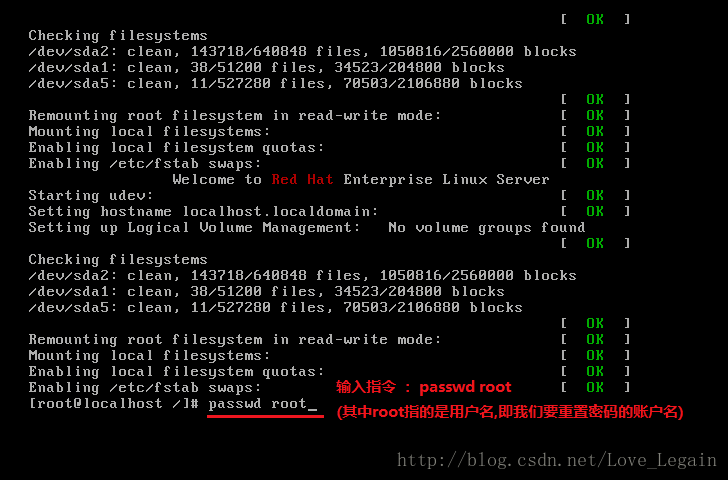 [  OK  ]
Checking filesystems
/dev/sda2: clean, 143718/640848 files, 1050816/2560000 blocks
/dev/sda1: clean, 38/51200 files, 34523/204800 blocks
/dev/sda5: clean, 11/527280 files, 70503/2106880 blocks
[  OK  ]
Remounting root filesystem in read-write mode: [  OK  ]
Mounting local filesystems: [  OK  ]
Enabling local filesystem quotas: [  OK  ]
Enabling /etc/fstab swaps: [  OK  ]
Welcome to Red Hat Enterprise Linux Server
Starting udev: [  OK  ]
Setting hostname localhost.localdomain: [  OK  ]
Setting up Logical Volume Management:   No volume groups found
[  OK  ]
Checking filesystems
/dev/sda2: clean, 143718/640848 files, 1050816/2560000 blocks
/dev/sda1: clean, 38/51200 files, 34523/204800 blocks
/dev/sda5: clean, 11/527280 files, 70503/2106880 blocks
[  OK  ]
Remounting root filesystem in read-write mode: [  OK  ]
Mounting local filesystems: [  OK  ]
Enabling local filesystem quotas: [  OK  ]
Enabling /etc/fstab swaps: 输入指令 ： passwd root [  OK  ]
[root@localhost /]# passwd root_ (其中root指的是用户名,即我们要重置密码的账户名)
http://blog.csdn.net/Love_Legain